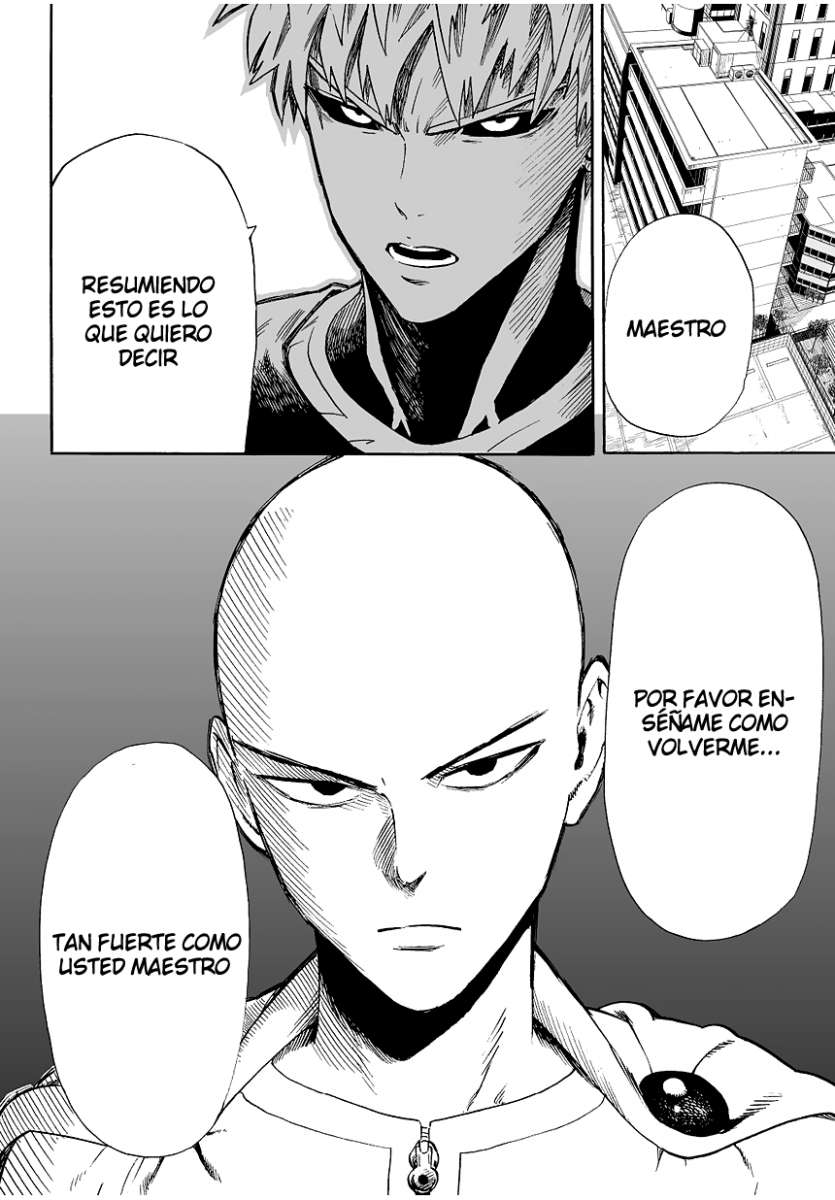 MAESTRO
RESUMIENDO
ESTO ES LO
QUE QUIERO
DECIR
POR FAVOR EN-
SÉÑAME COMO
VOLVERME...
TAN FUERTE COMO
USTED MAESTRO